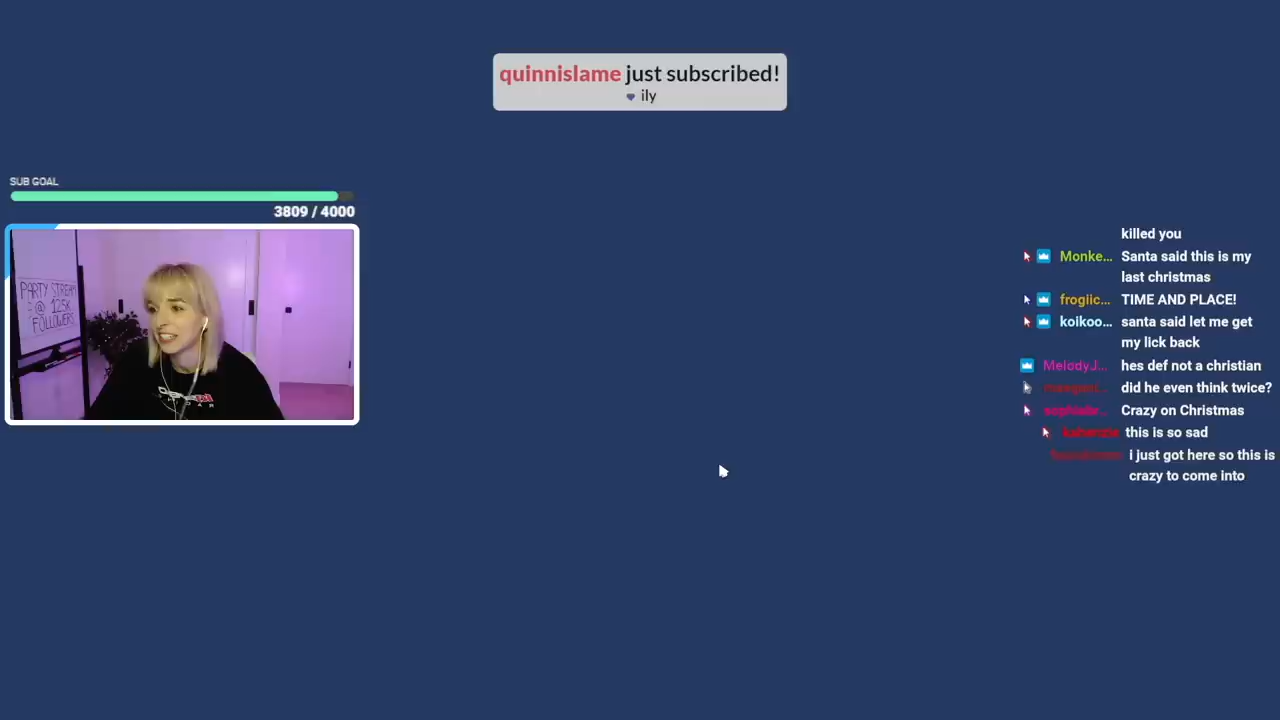 quinnislame just subscribed!
ily
SUB GOAL
3809 / 4000
PARTY STREAM
@ 125K
FOLLOWERS
killed you
Monke... Santa said this is my
last christmas
frogiic... TIME AND PLACE!
koikoo... santa said let me get
my lick back
MelodyJ... hes def not a christian
did he even think twice?
Crazy on Christmas
this is so sad
i just got here so this is
crazy to come into